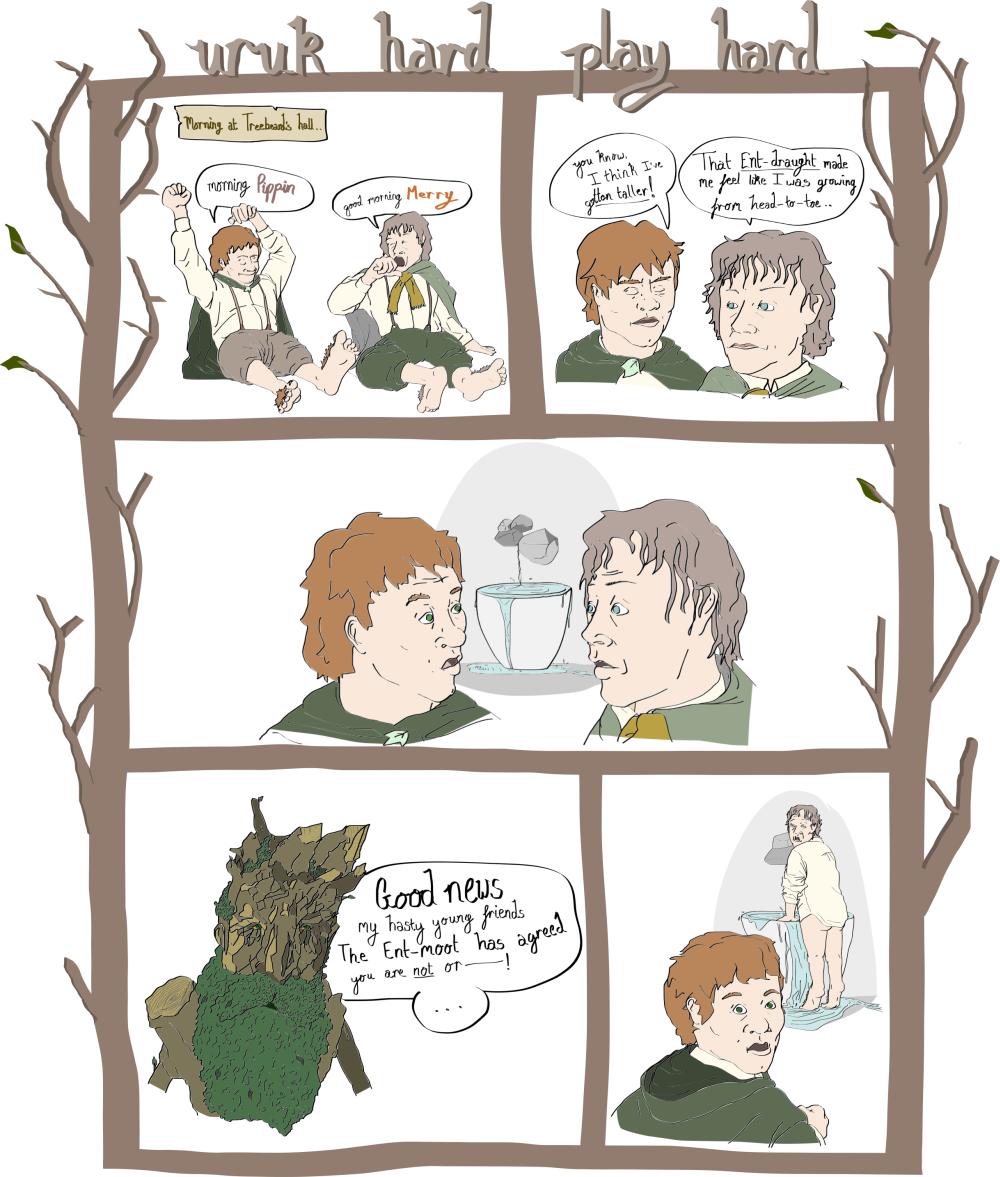 uruk hard play hard
Morning at Treebeard's hall..
morning Pippin
good morning Merry
you know,
I think I've
gotton taller!
That Ent-draught made
me feel like I was growing
from head-to-toe..
Good news
my hasty young friends
The Ent-moot has agreed
you are not or——!
...